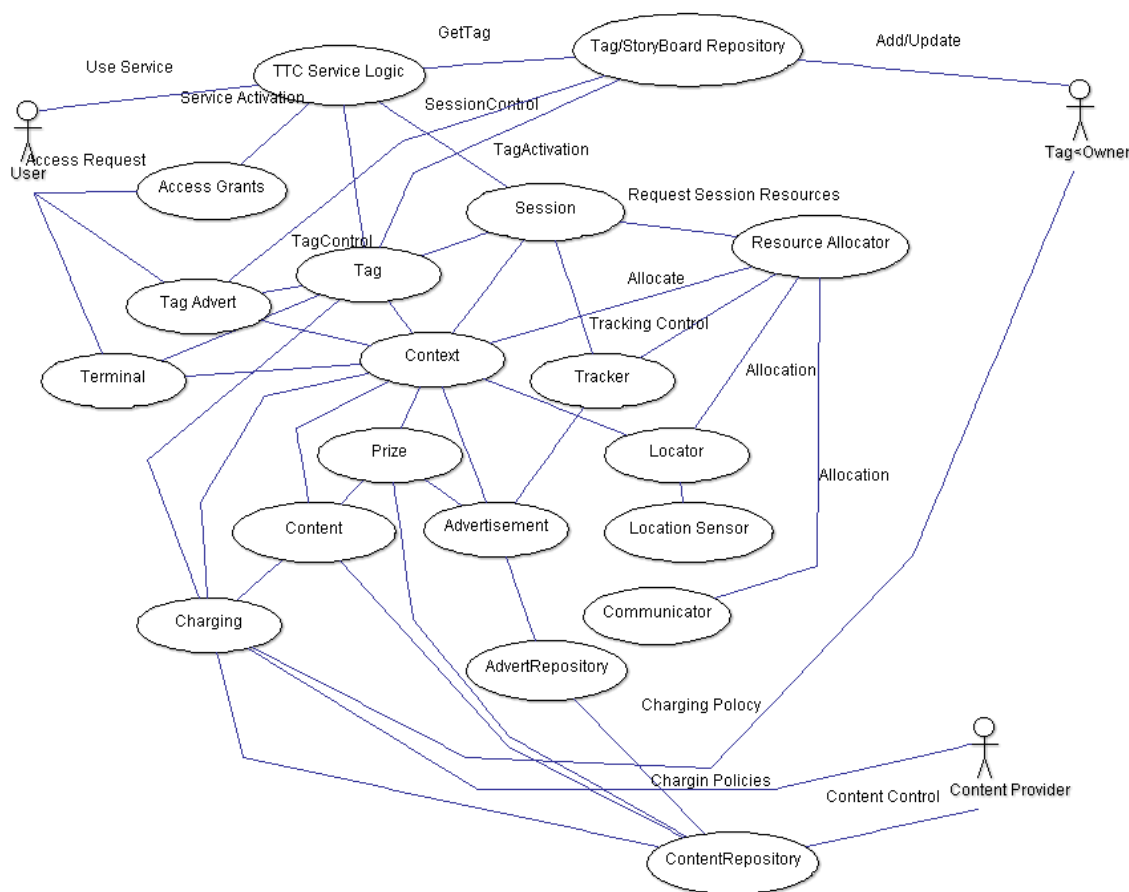 GetTag
Tag/StoryBoard Repository
Add/Update
Use Service
TTC Service Logic
Service Activation
SessionControl
User
Access Request
TagActivation
Tag<Owner
Access Grants
Session
Request Session Resources
TagControl
Resource Allocator
Tag
Allocate
Tag Advert
Tracking Control
Context
Terminal
Tracker
Allocation
Prize
Locator
Allocation
Content
Advertisement
Location Sensor
Charging
Communicator
AdvertRepository
Charging Polocy
Chargin Policies
Content Provider
Content Control
ContentRepository